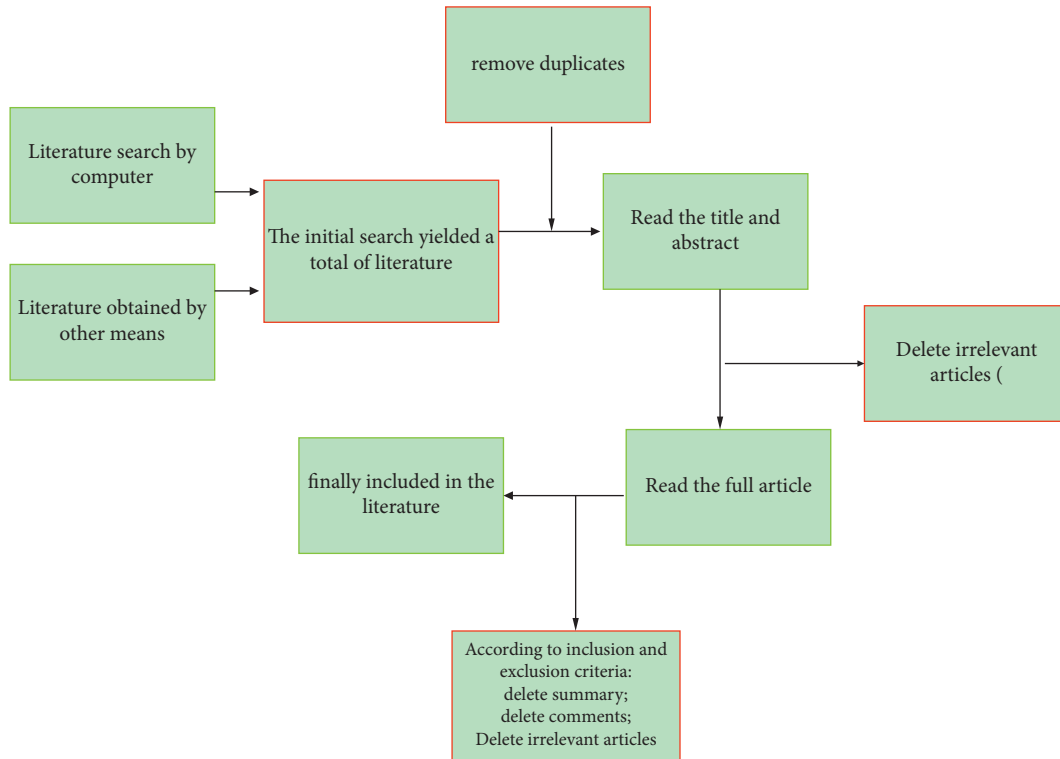 remove duplicates
Literature search by
computer
The initial search yielded a
total of literature
Read the title and
abstract
Literature obtained by
other means
Delete irrelevant
articles (
finally included in the
literature
Read the full article
According to inclusion and
exclusion criteria:
delete summary;
delete comments;
Delete irrelevant articles